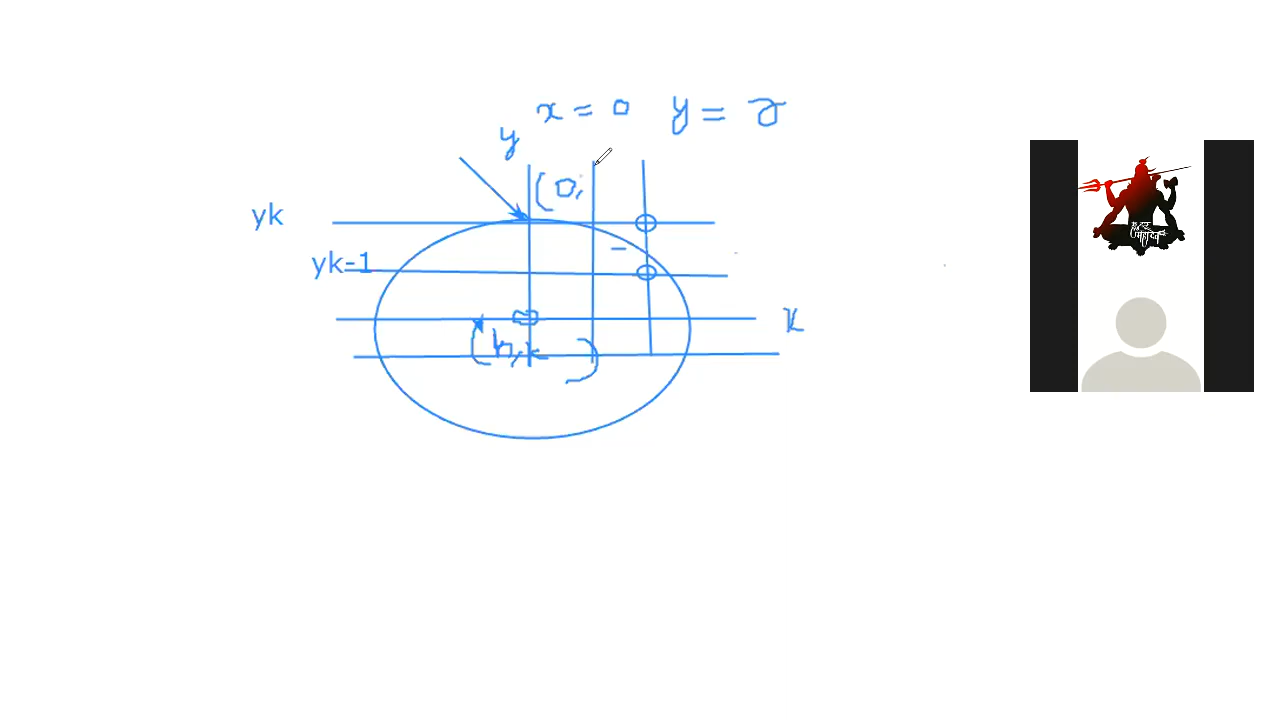 x = 0 y = r
y
(0,
yk
yk-1
x
(h, k )